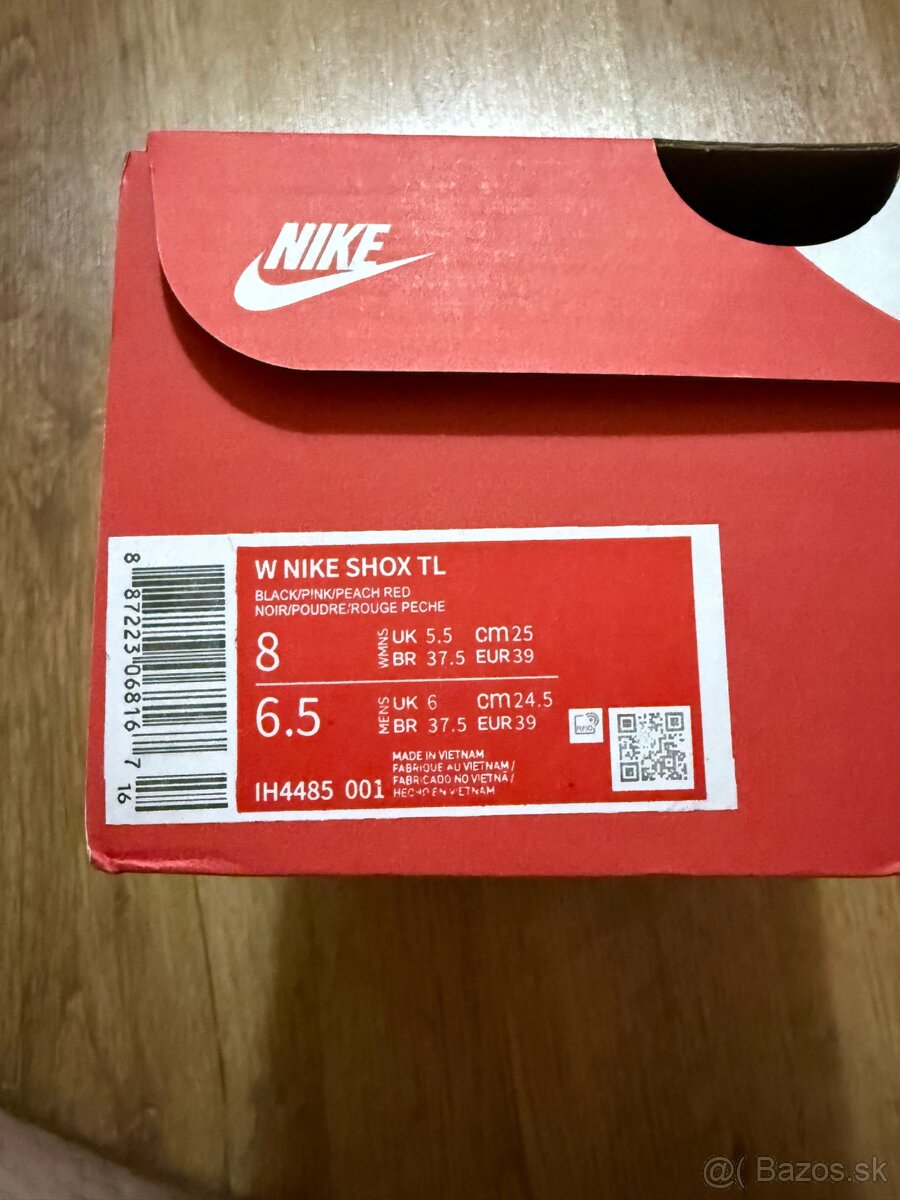 NIKE
W NIKE SHOX TL
BLACK/PINK/PEACH RED
NOIR/POUDRE/ROUGE PECHE
8 WMNS UK 5.5 cm 25
BR 37.5 EUR 39
6.5 MENS UK 6 cm 24.5
BR 37.5 EUR 39
RFID
MADE IN VIETNAM
FABRIQUE AU VIETNAM/
FABRICADO NO VIETNÃ/
HECHO EN VIETNAM
IH4485 001
8 87223 06816 7 16
@( Bazos.sk